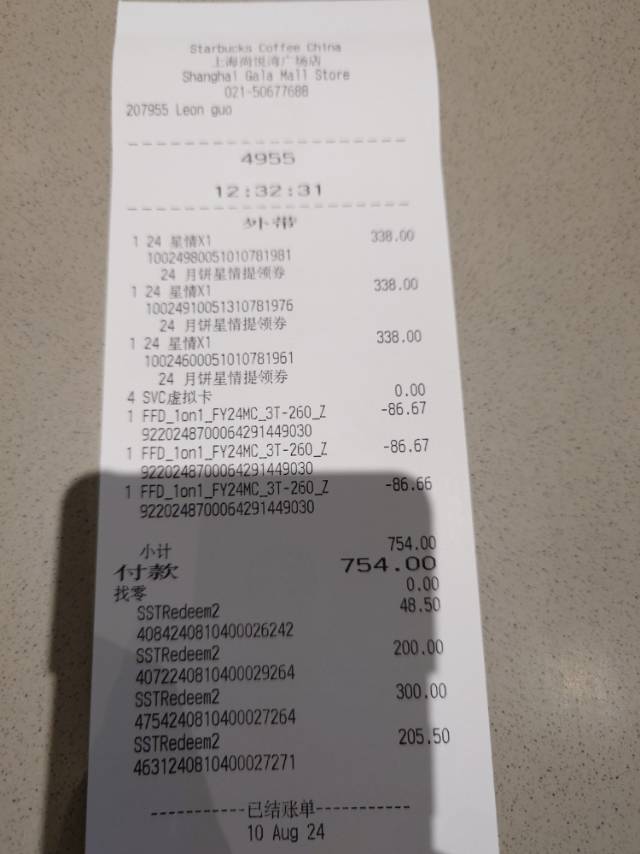 Starbucks Coffee China
上海尚悦湾广场店
Shanghai Gala Mall Store
021-50677688
207955 Leon guo
4955
12:32:31
外带
1 24 星情X1 338.00
10024980051010781981
24 月饼星情提领券
1 24 星情X1 338.00
10024910051310781976
24 月饼星情提领券
1 24 星情X1 338.00
10024600051010781961
24 月饼星情提领券
4 SVC虚拟卡 0.00
1 FFD_1on1_FY24MC_3T-260_Z -86.67
9220248700064291449030
1 FFD_1on1_FY24MC_3T-260_Z -86.67
9220248700064291449030
1 FFD_1on1_FY24MC_3T-260_Z -86.66
9220248700064291449030
小计 754.00
付款 754.00
找零 0.00
SSTRedeem2 48.50
4084240810400026242
SSTRedeem2 200.00
4072240810400029264
SSTRedeem2 300.00
4754240810400027264
SSTRedeem2 205.50
4631240810400027271
-----------已结账单-----------
10 Aug 24